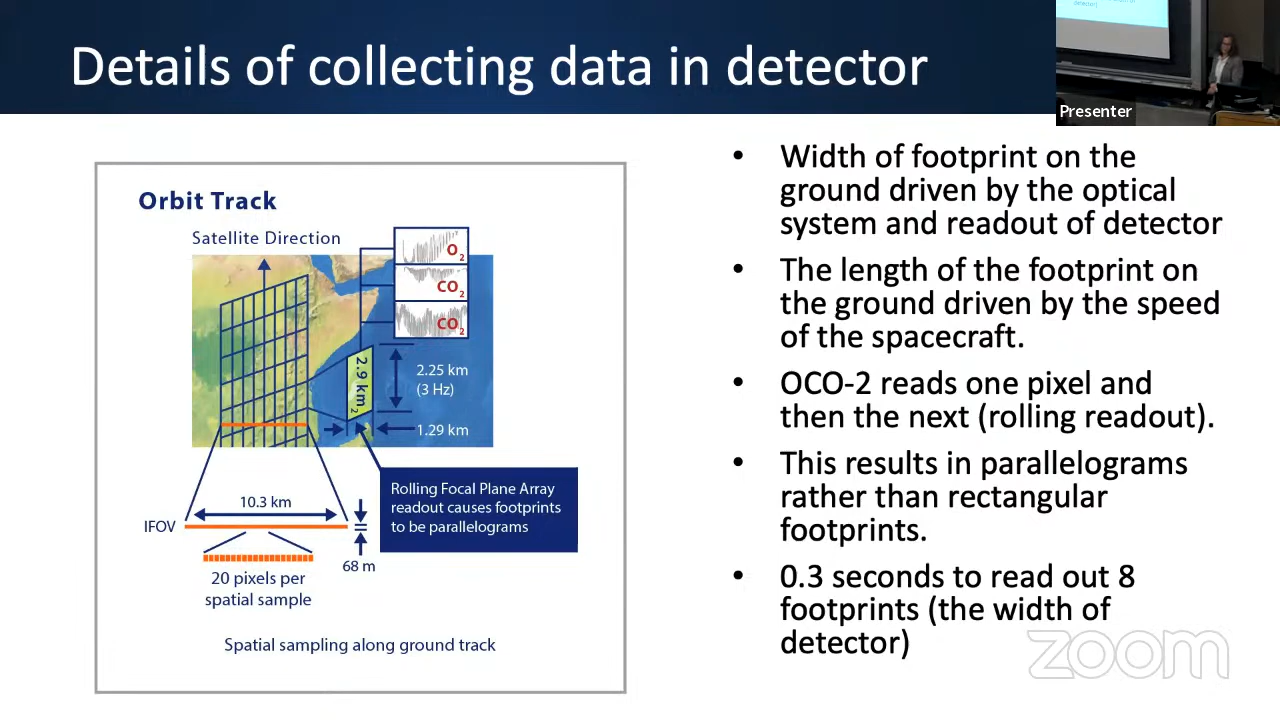 Details of collecting data in detector
Presenter
Orbit Track
Satellite Direction
O2
CO2
CO2
2.9 km2
2.25 km
(3 Hz)
1.29 km
10.3 km
IFOV
68 m
20 pixels per
spatial sample
Rolling Focal Plane Array
readout causes footprints
to be parallelograms
Spatial sampling along ground track
• Width of footprint on the
ground driven by the optical
system and readout of detector
• The length of the footprint on
the ground driven by the speed
of the spacecraft.
• OCO-2 reads one pixel and
then the next (rolling readout).
• This results in parallelograms
rather than rectangular
footprints.
• 0.3 seconds to read out 8
footprints (the width of
detector)
zoom